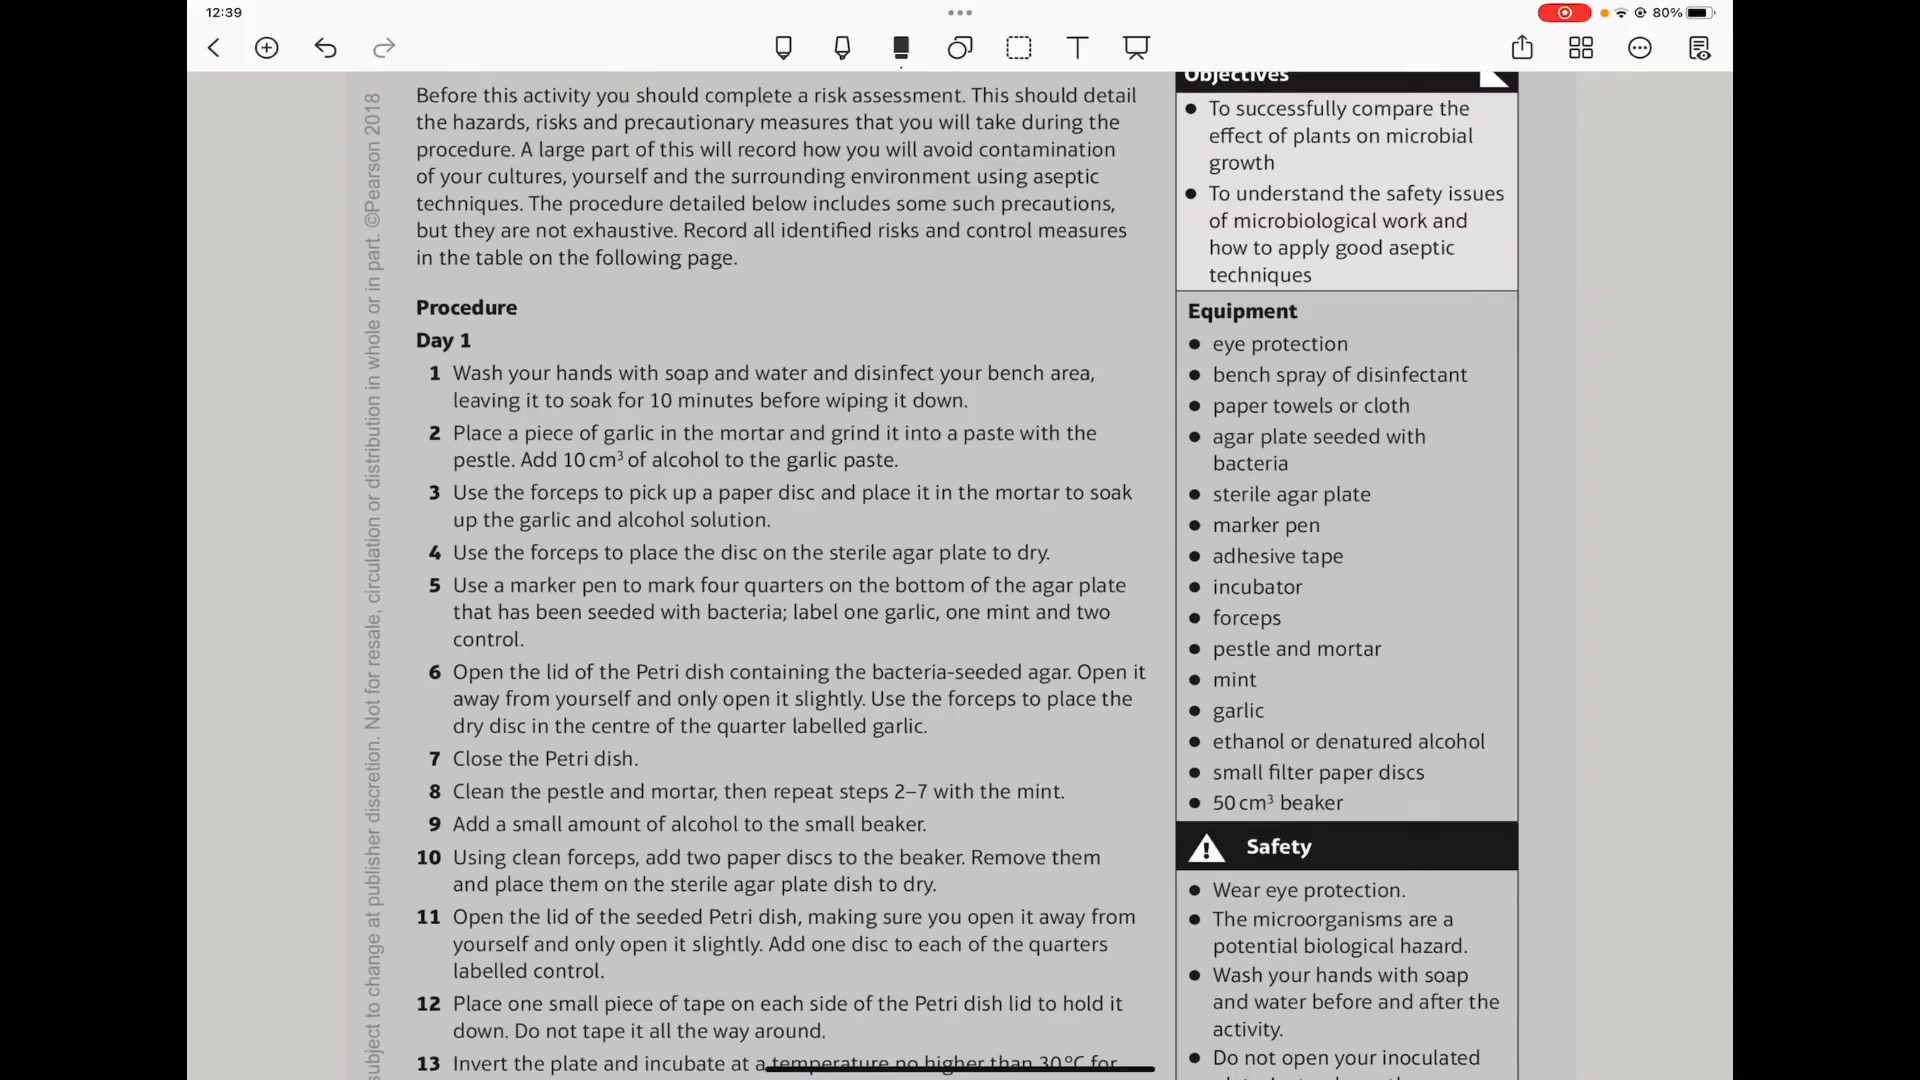 12:39
80%
subject to change at publisher discretion. Not for resale, circulation or distribution in whole or in part. ©Pearson 2018
Before this activity you should complete a risk assessment. This should detail
the hazards, risks and precautionary measures that you will take during the
procedure. A large part of this will record how you will avoid contamination
of your cultures, yourself and the surrounding environment using aseptic
techniques. The procedure detailed below includes some such precautions,
but they are not exhaustive. Record all identified risks and control measures
in the table on the following page.
Procedure
Day 1
1 Wash your hands with soap and water and disinfect your bench area,
leaving it to soak for 10 minutes before wiping it down.
2 Place a piece of garlic in the mortar and grind it into a paste with the
pestle. Add 10 cm³ of alcohol to the garlic paste.
3 Use the forceps to pick up a paper disc and place it in the mortar to soak
up the garlic and alcohol solution.
4 Use the forceps to place the disc on the sterile agar plate to dry.
5 Use a marker pen to mark four quarters on the bottom of the agar plate
that has been seeded with bacteria; label one garlic, one mint and two
control.
6 Open the lid of the Petri dish containing the bacteria-seeded agar. Open it
away from yourself and only open it slightly. Use the forceps to place the
dry disc in the centre of the quarter labelled garlic.
7 Close the Petri dish.
8 Clean the pestle and mortar, then repeat steps 2–7 with the mint.
9 Add a small amount of alcohol to the small beaker.
10 Using clean forceps, add two paper discs to the beaker. Remove them
and place them on the sterile agar plate dish to dry.
11 Open the lid of the seeded Petri dish, making sure you open it away from
yourself and only open it slightly. Add one disc to each of the quarters
labelled control.
12 Place one small piece of tape on each side of the Petri dish lid to hold it
down. Do not tape it all the way around.
13 Invert the plate and incubate at a temperature no higher than 30 °C for
Objectives
● To successfully compare the
effect of plants on microbial
growth
● To understand the safety issues
of microbiological work and
how to apply good aseptic
techniques
Equipment
● eye protection
● bench spray of disinfectant
● paper towels or cloth
● agar plate seeded with
bacteria
● sterile agar plate
● marker pen
● adhesive tape
● incubator
● forceps
● pestle and mortar
● mint
● garlic
● ethanol or denatured alcohol
● small filter paper discs
● 50 cm³ beaker
Safety
● Wear eye protection.
● The microorganisms are a
potential biological hazard.
● Wash your hands with soap
and water before and after the
activity.
● Do not open your inoculated